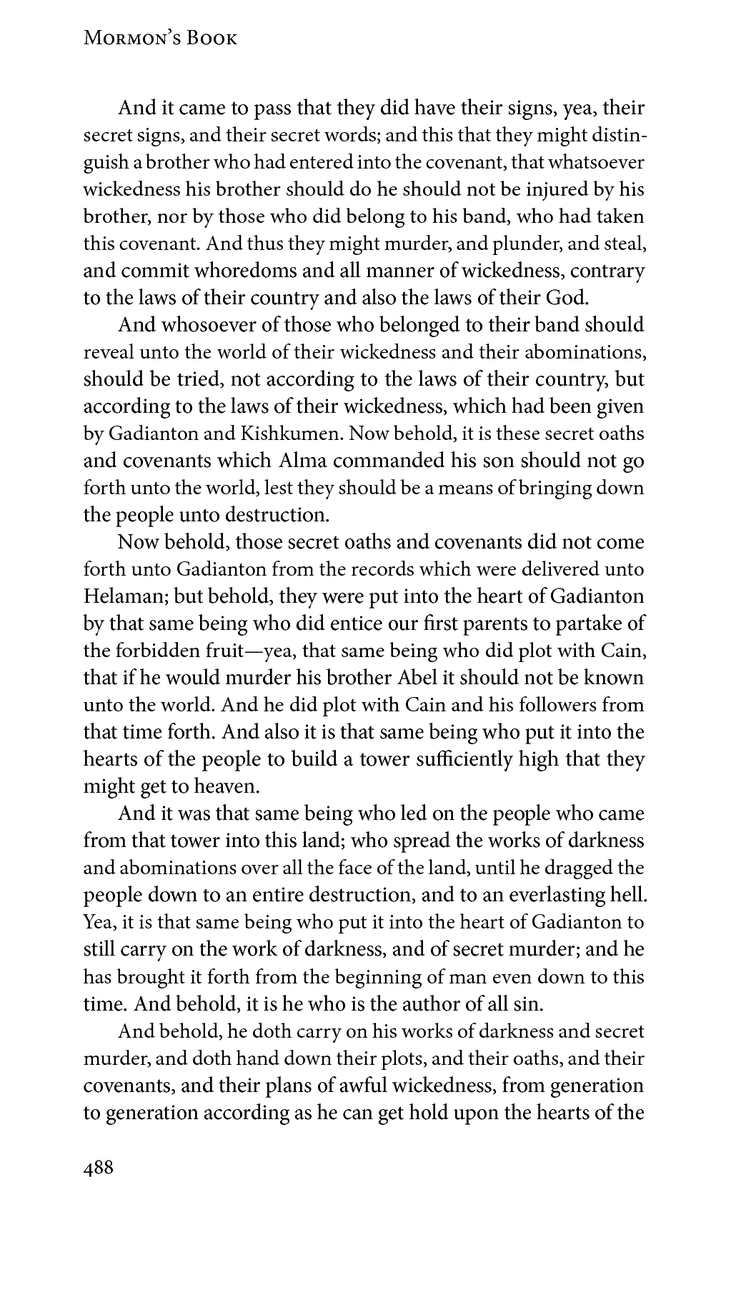 Mormon’s Book
And it came to pass that they did have their signs, yea, their
secret signs, and their secret words; and this that they might distin-
guish a brother who had entered into the covenant, that whatsoever
wickedness his brother should do he should not be injured by his
brother, nor by those who did belong to his band, who had taken
this covenant. And thus they might murder, and plunder, and steal,
and commit whoredoms and all manner of wickedness, contrary
to the laws of their country and also the laws of their God.
And whosoever of those who belonged to their band should
reveal unto the world of their wickedness and their abominations,
should be tried, not according to the laws of their country, but
according to the laws of their wickedness, which had been given
by Gadianton and Kishkumen. Now behold, it is these secret oaths
and covenants which Alma commanded his son should not go
forth unto the world, lest they should be a means of bringing down
the people unto destruction.
Now behold, those secret oaths and covenants did not come
forth unto Gadianton from the records which were delivered unto
Helaman; but behold, they were put into the heart of Gadianton
by that same being who did entice our first parents to partake of
the forbidden fruit—yea, that same being who did plot with Cain,
that if he would murder his brother Abel it should not be known
unto the world. And he did plot with Cain and his followers from
that time forth. And also it is that same being who put it into the
hearts of the people to build a tower sufficiently high that they
might get to heaven.
And it was that same being who led on the people who came
from that tower into this land; who spread the works of darkness
and abominations over all the face of the land, until he dragged the
people down to an entire destruction, and to an everlasting hell.
Yea, it is that same being who put it into the heart of Gadianton to
still carry on the work of darkness, and of secret murder; and he
has brought it forth from the beginning of man even down to this
time. And behold, it is he who is the author of all sin.
And behold, he doth carry on his works of darkness and secret
murder, and doth hand down their plots, and their oaths, and their
covenants, and their plans of awful wickedness, from generation
to generation according as he can get hold upon the hearts of the
488